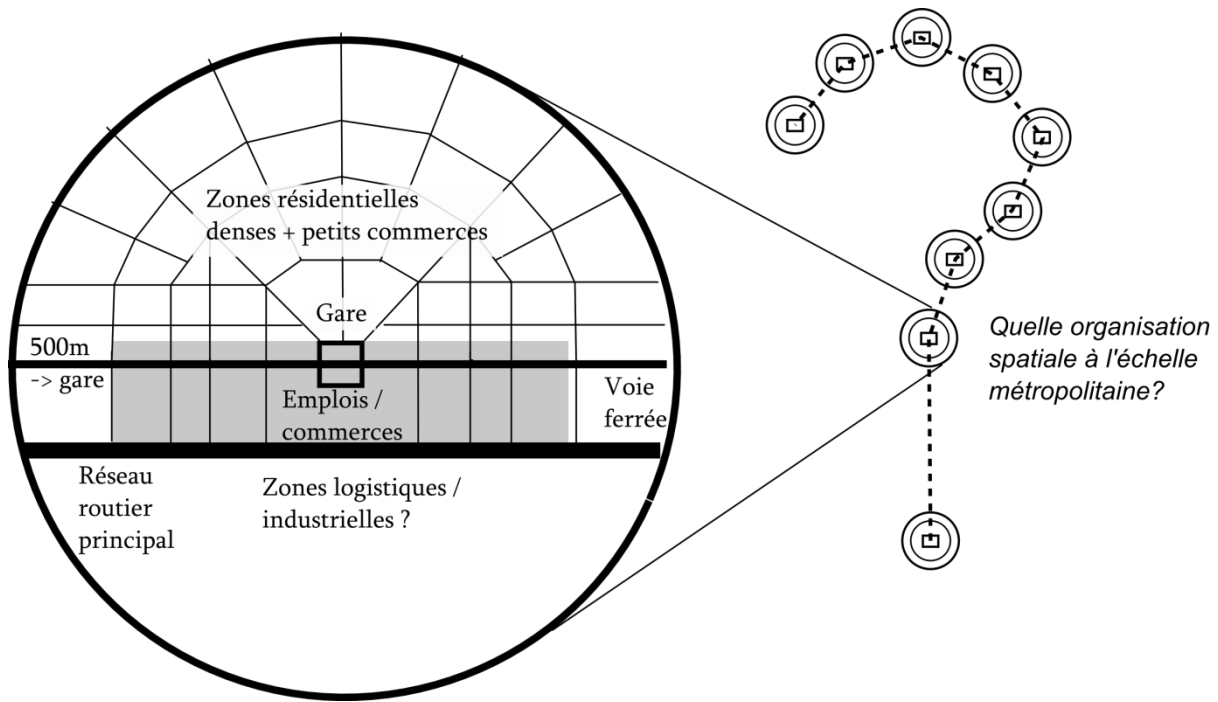 Zones résidentielles
denses + petits commerces
Gare
500m
-> gare
Emplois /
commerces
Voie
ferrée
Réseau
routier
principal
Zones logistiques /
industrielles ?
Quelle organisation
spatiale à l'échelle
métropolitaine?